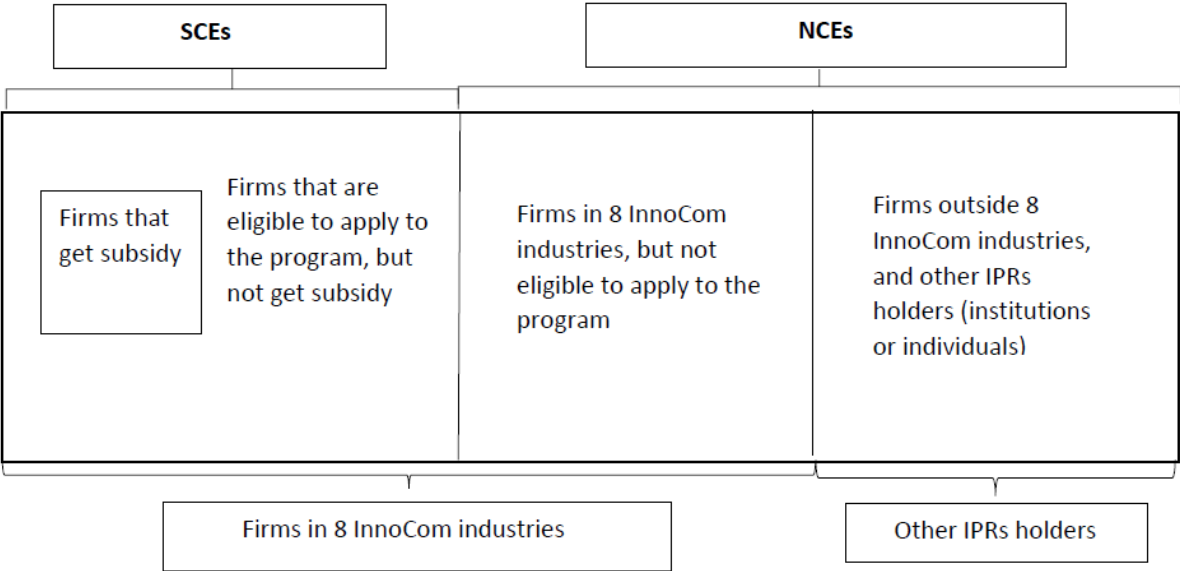 SCEs
NCEs
Firms that
get subsidy
Firms that are
eligible to apply to
the program, but
not get subsidy
Firms in 8 InnoCom
industries, but not
eligible to apply to the
program
Firms outside 8
InnoCom industries,
and other IPRs
holders (institutions
or individuals)
Firms in 8 InnoCom industries
Other IPRs holders